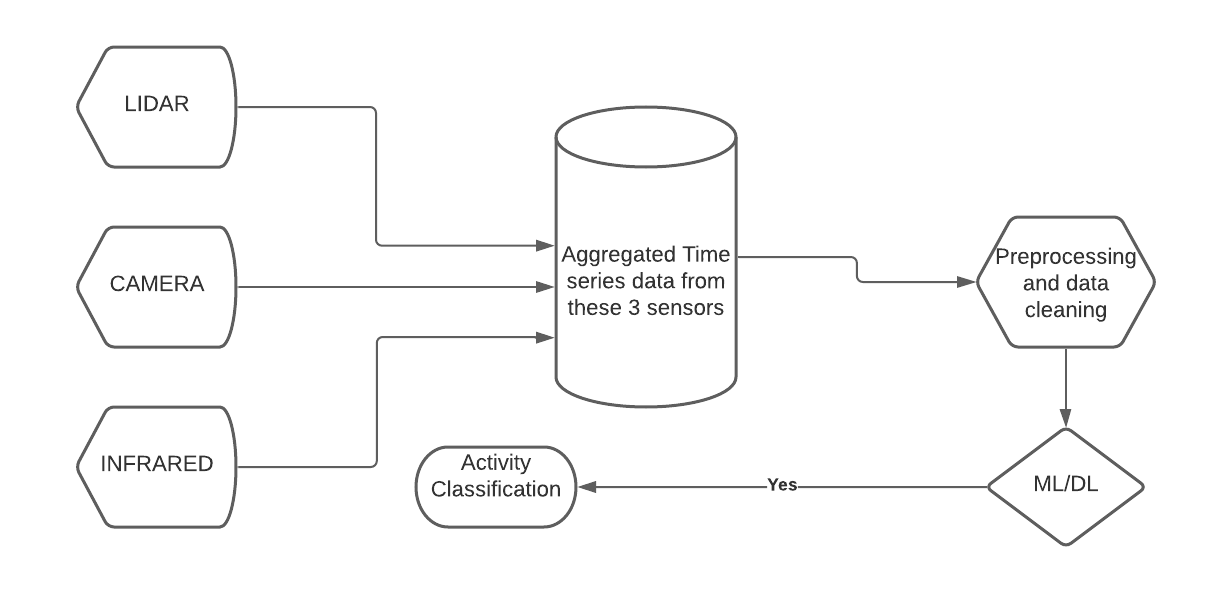 LIDAR
CAMERA
INFRARED
Aggregated Time
series data from
these 3 sensors
Preprocessing
and data
cleaning
ML/DL
Yes
Activity
Classification